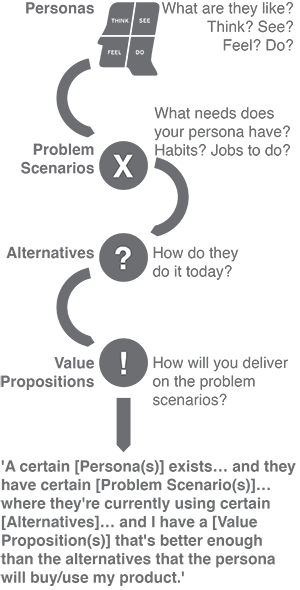 Personas
THINK
SEE
FEEL
DO
What are they like?
Think? See?
Feel? Do?
Problem
Scenarios
X
What needs does
your persona have?
Habits? Jobs to do?
Alternatives
?
How do they
do it today?
Value
Propositions
!
How will you deliver
on the problem
scenarios?
'A certain [Persona(s)] exists... and they
have certain [Problem Scenario(s)]...
where they're currently using certain
[Alternatives]... and I have a [Value
Proposition(s)] that's better enough
than the alternatives that the persona
will buy/use my product.'